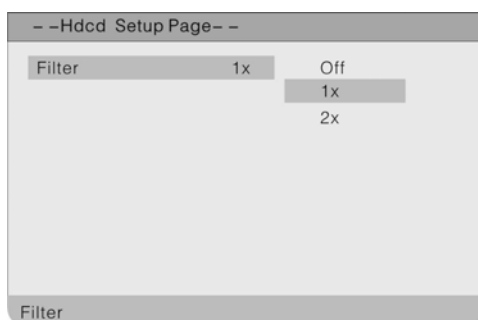 - -Hdcd Setup Page- -
Filter 1x Off
1x
2x
Filter